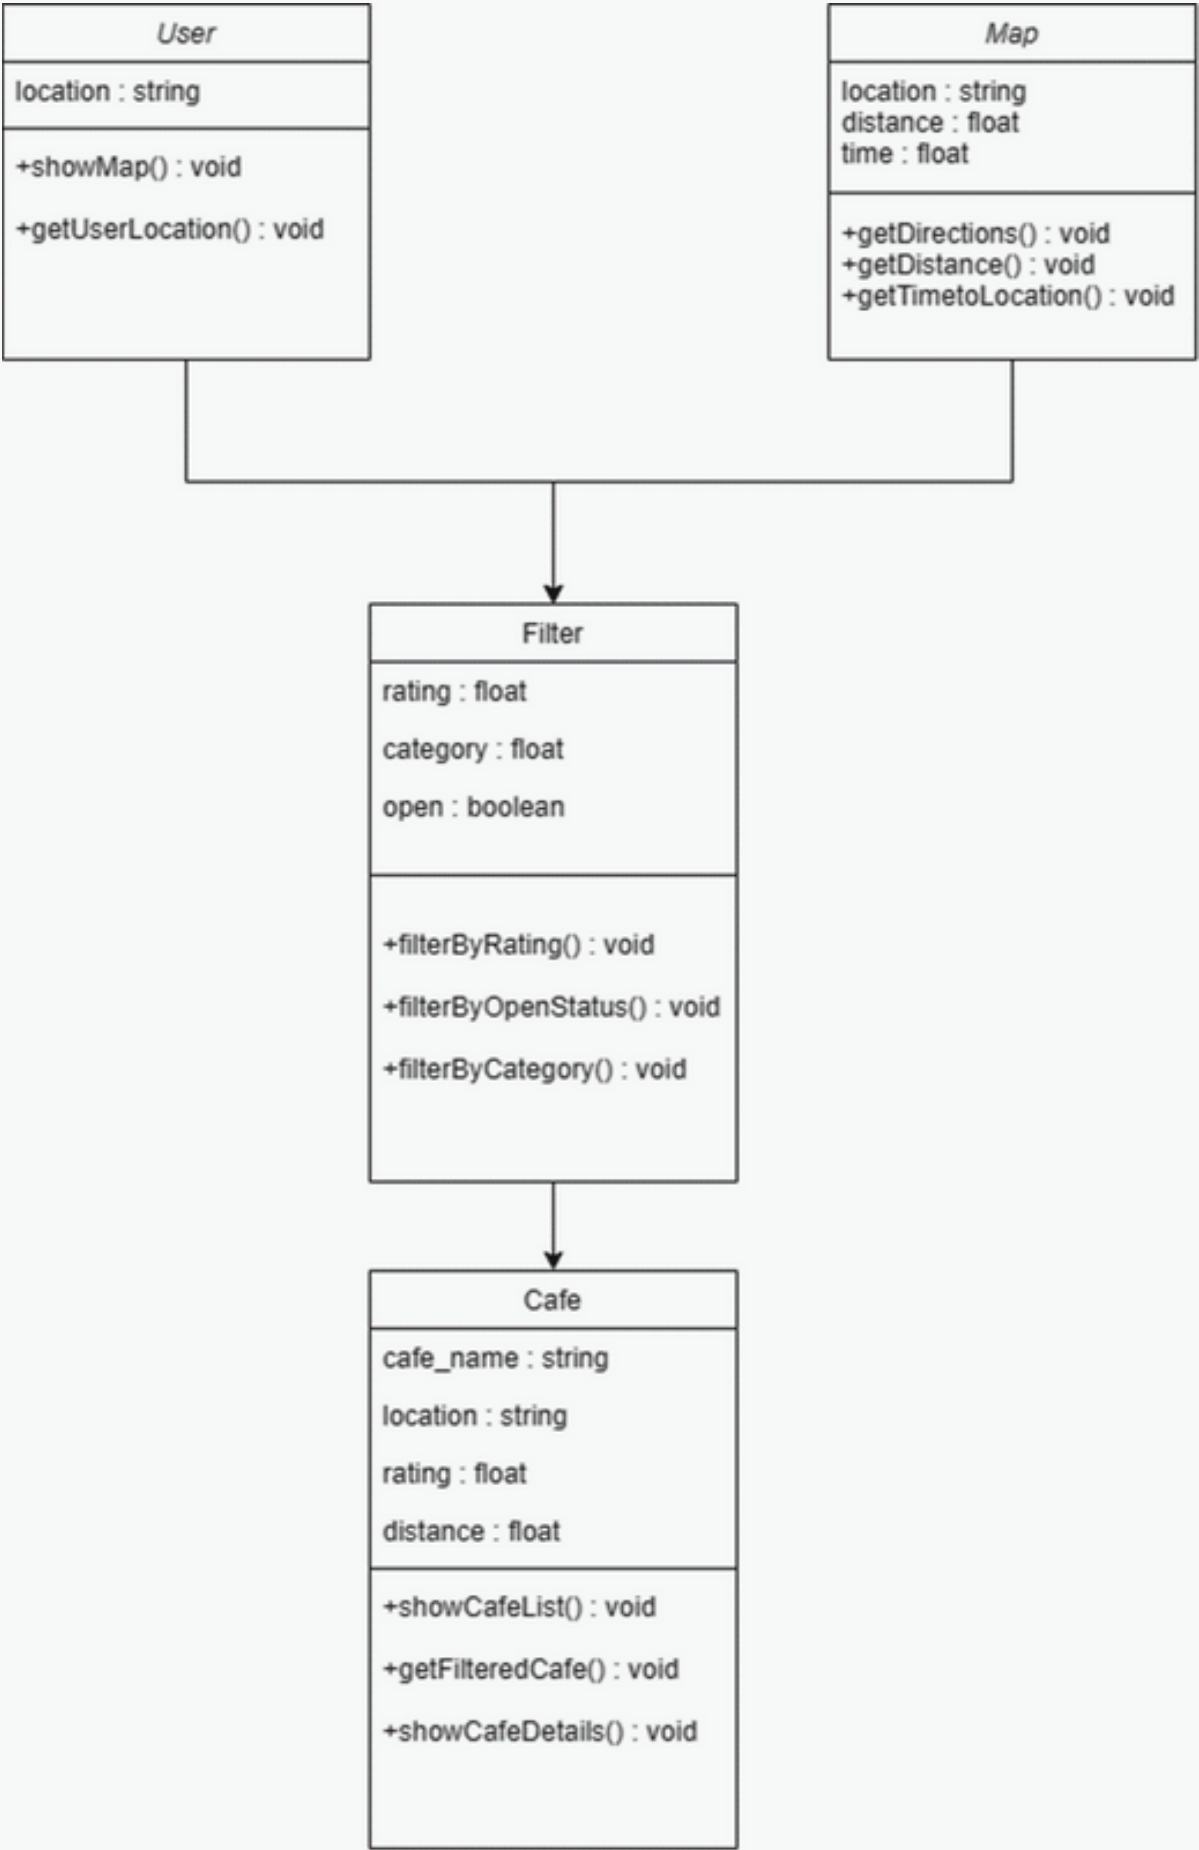 User
location : string
+showMap() : void
+getUserLocation() : void
Map
location : string
distance : float
time : float
+getDirections() : void
+getDistance() : void
+getTimetoLocation() : void
Filter
rating : float
category : float
open : boolean
+filterByRating() : void
+filterByOpenStatus() : void
+filterByCategory() : void
Cafe
cafe_name : string
location : string
rating : float
distance : float
+showCafeList() : void
+getFilteredCafe() : void
+showCafeDetails() : void